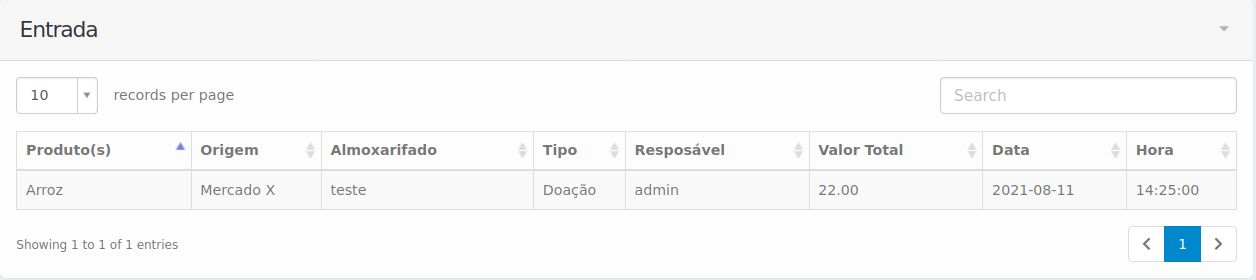 Entrada
10 records per page Search
Produto(s) Origem Almoxarifado Tipo Resposável Valor Total Data Hora
Arroz Mercado X teste Doação admin 22.00 2021-08-11 14:25:00
Showing 1 to 1 of 1 entries 1